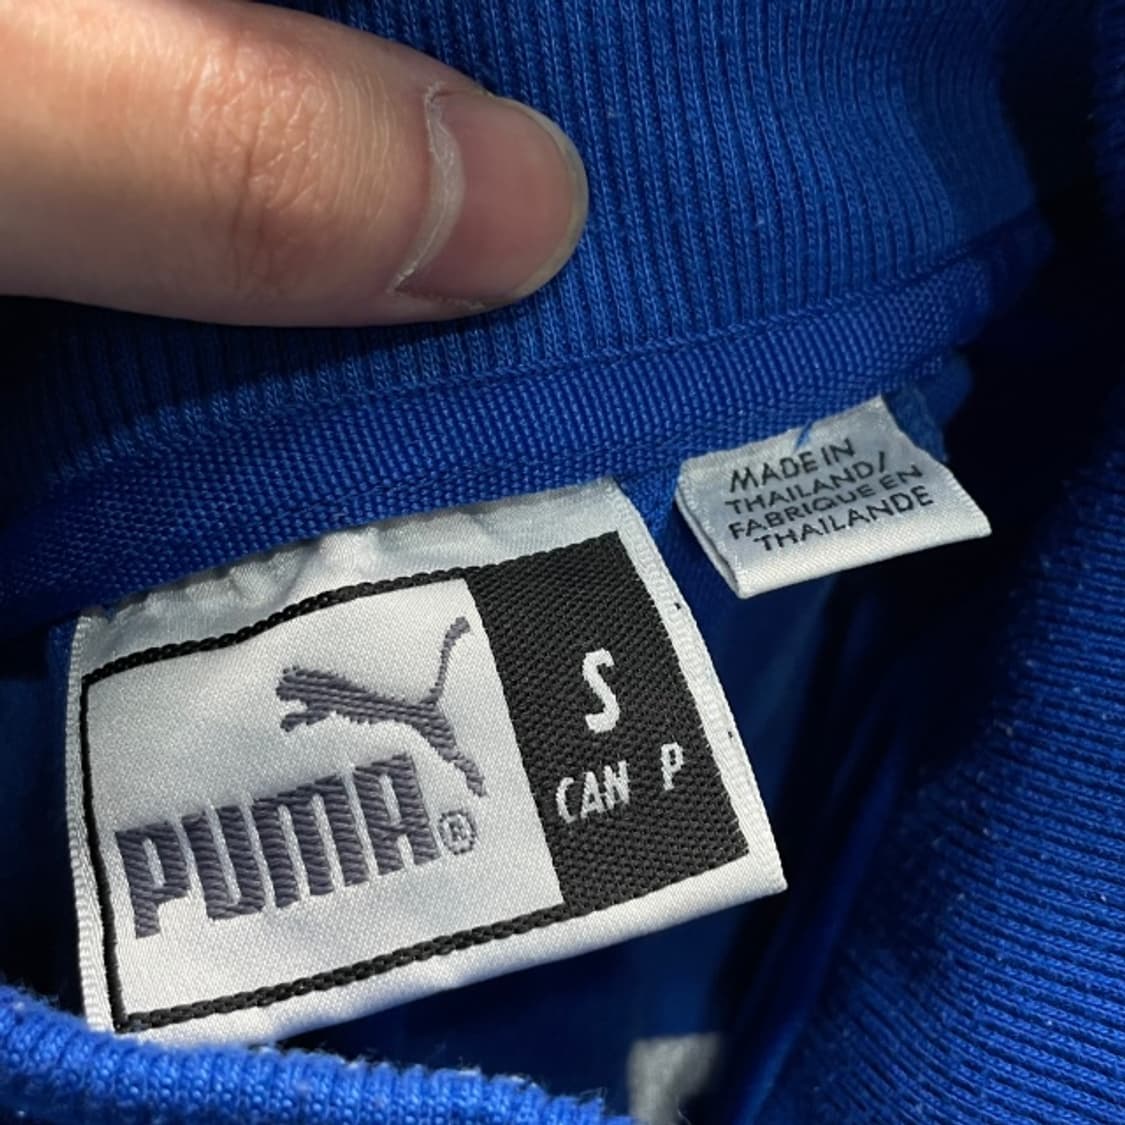 MADE IN
THAILAND/
FABRIQUE EN
THAILANDE
S
CAN P
PUMA®